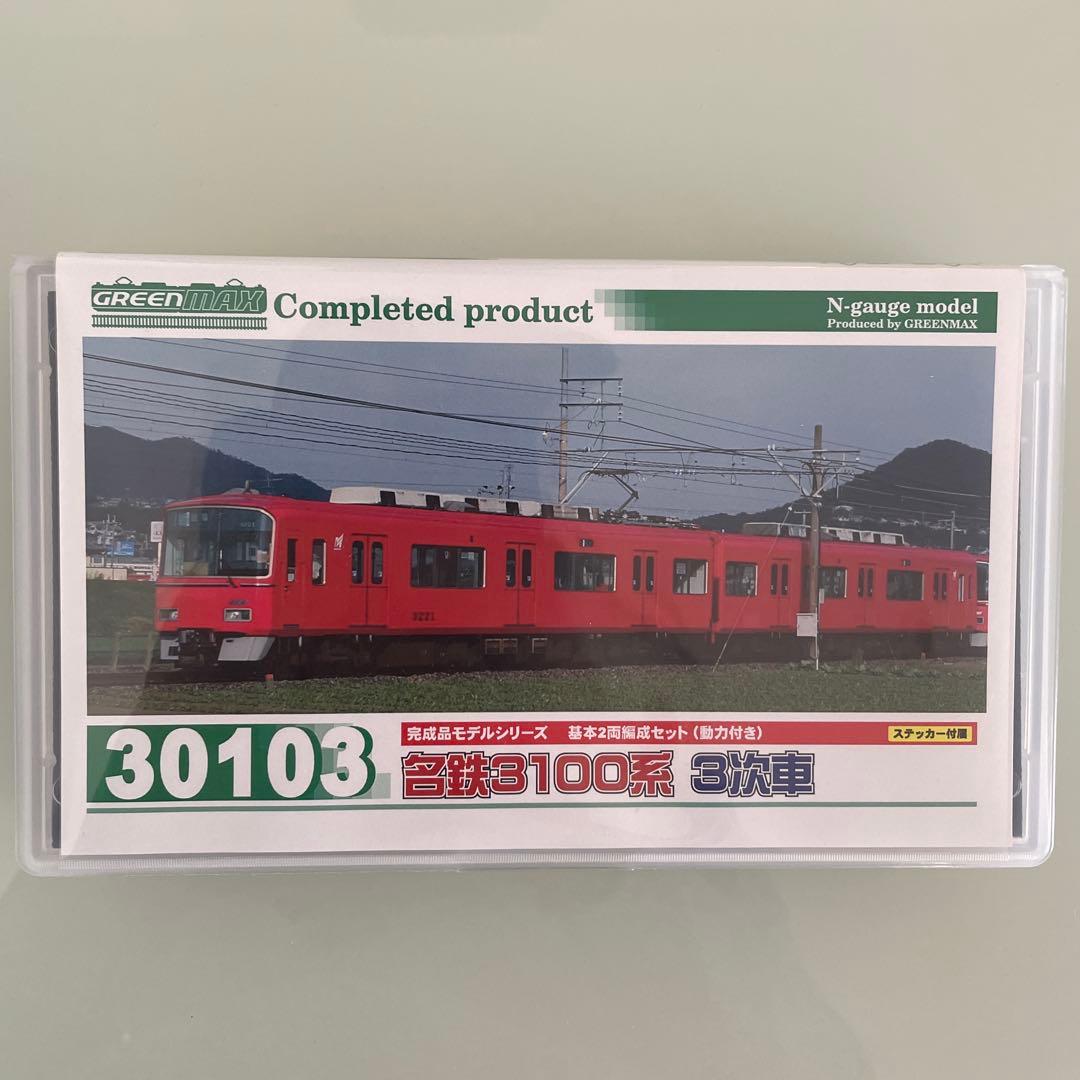 GREENMAX Completed product
N-gauge model
Produced by GREENMAX
3221
30103
完成品モデルシリーズ 基本2両編成セット(動力付き)
ステッカー付属
名鉄3100系 3次車